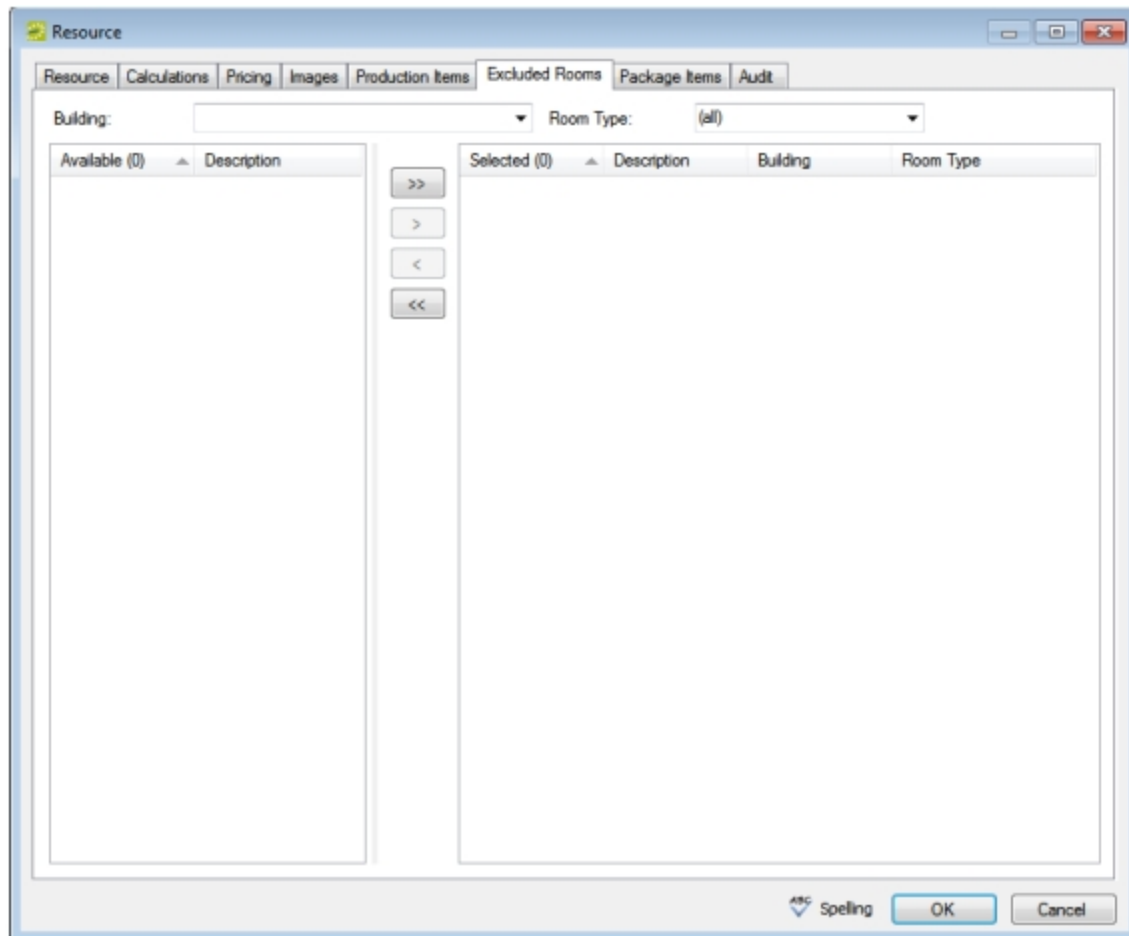 Resource
Resource Calculations Pricing Images Production Items Excluded Rooms Package Items Audit
Building: Room Type: (all)
Available (0) Description >> Selected (0) Description Building Room Type
>
<
<<
ABC Spelling OK Cancel